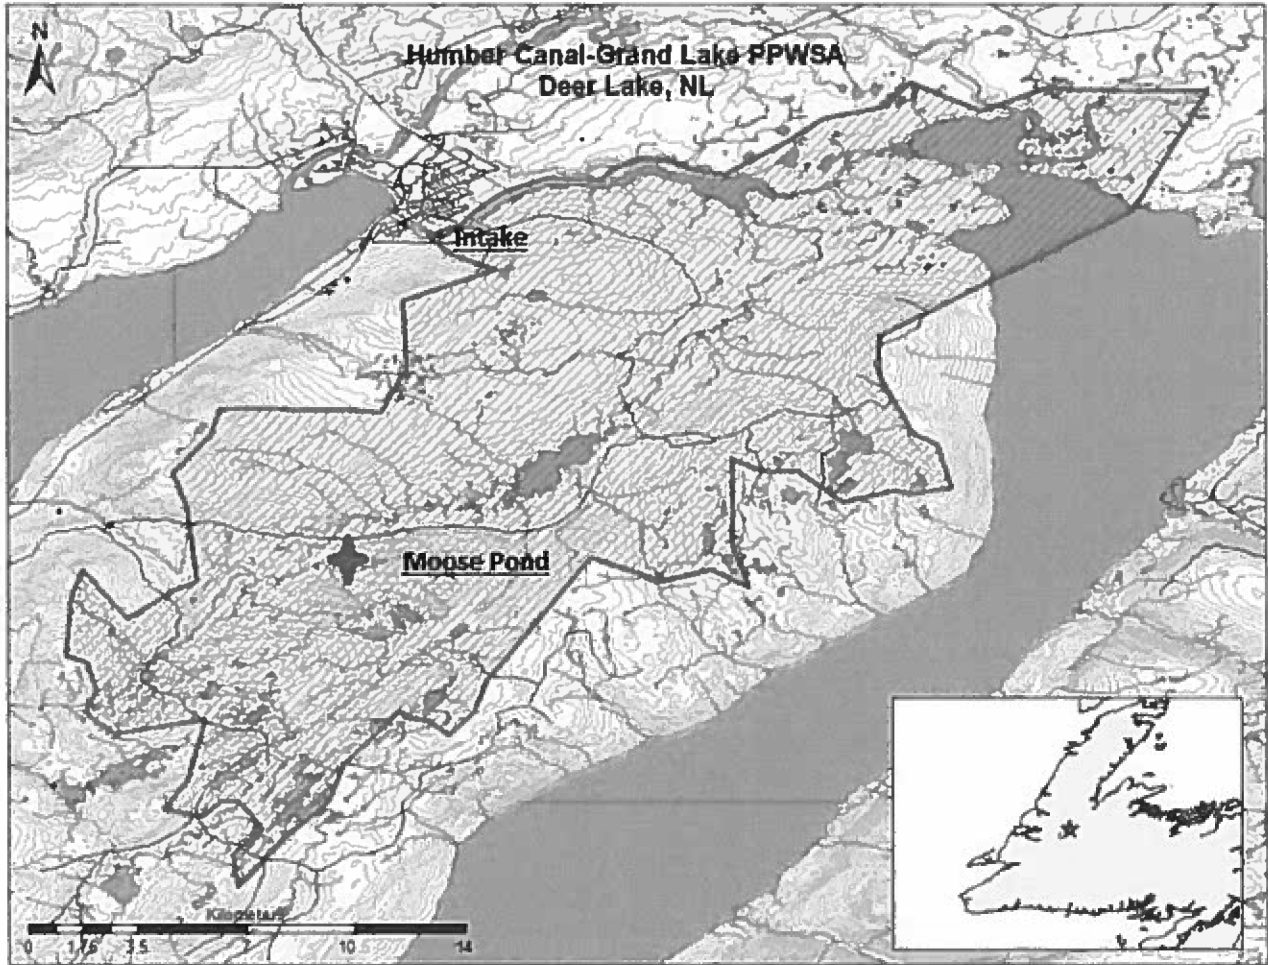 N
Humber Canal-Grand Lake PPWSA
Deer Lake, NL
Intake
Moose Pond
Kilometers
0 1.75 3.5 7 10 14